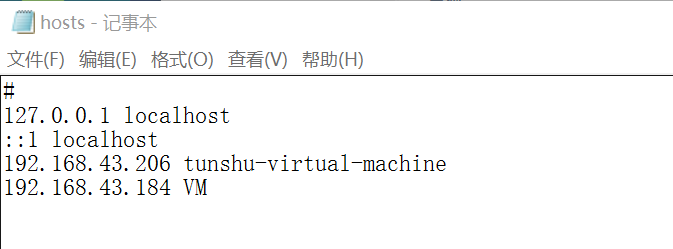 hosts - 记事本
文件(F) 编辑(E) 格式(O) 查看(V) 帮助(H)
#
127.0.0.1 localhost
::1 localhost
192.168.43.206 tunshu-virtual-machine
192.168.43.184 VM